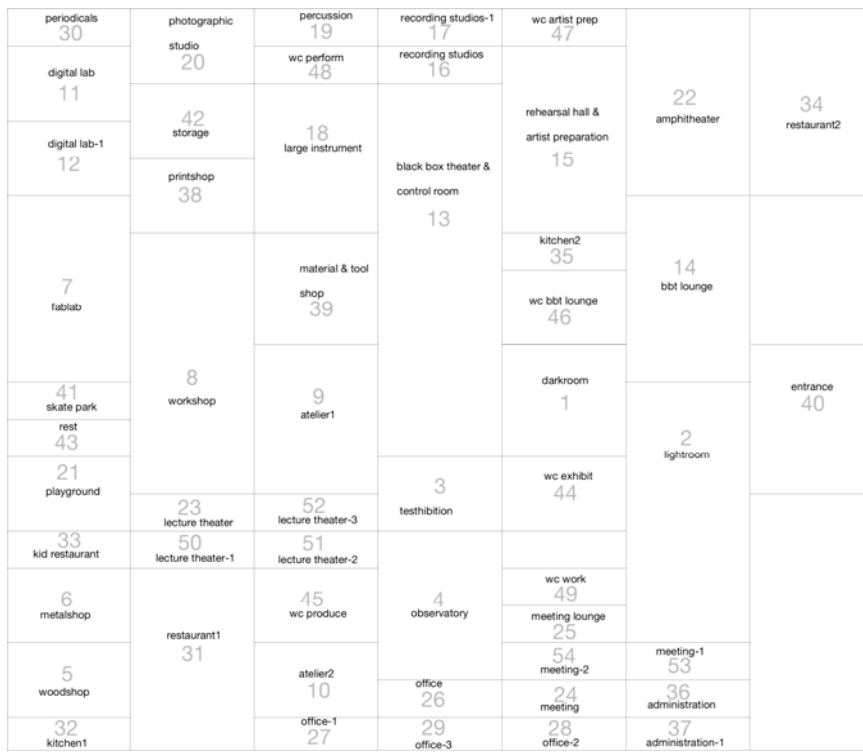 periodicals
30
digital lab
11
digital lab-1
12
7
fablab
41
skate park
rest
43
21
playground
33
kid restaurant
6
metalshop
5
woodshop
32
kitchen1
photographic
studio
20
42
storage
printshop
38
8
workshop
23
lecture theater
50
lecture theater-1
restaurant1
31
percussion
19
wc perform
48
18
large instrument
material & tool
shop
39
9
atelier1
52
lecture theater-3
51
lecture theater-2
45
wc produce
atelier2
10
office-1
27
recording studios-1
17
recording studios
16
black box theater &
control room
13
3
testhibition
4
observatory
office
26
29
office-3
wc artist prep
47
rehearsal hall &
artist preparation
15
kitchen2
35
wc bbt lounge
46
darkroom
1
wc exhibit
44
wc work
49
meeting lounge
25
54
meeting-2
24
meeting
28
office-2
22
amphitheater
14
bbt lounge
2
lightroom
meeting-1
53
36
administration
37
administration-1
34
restaurant2
entrance
40